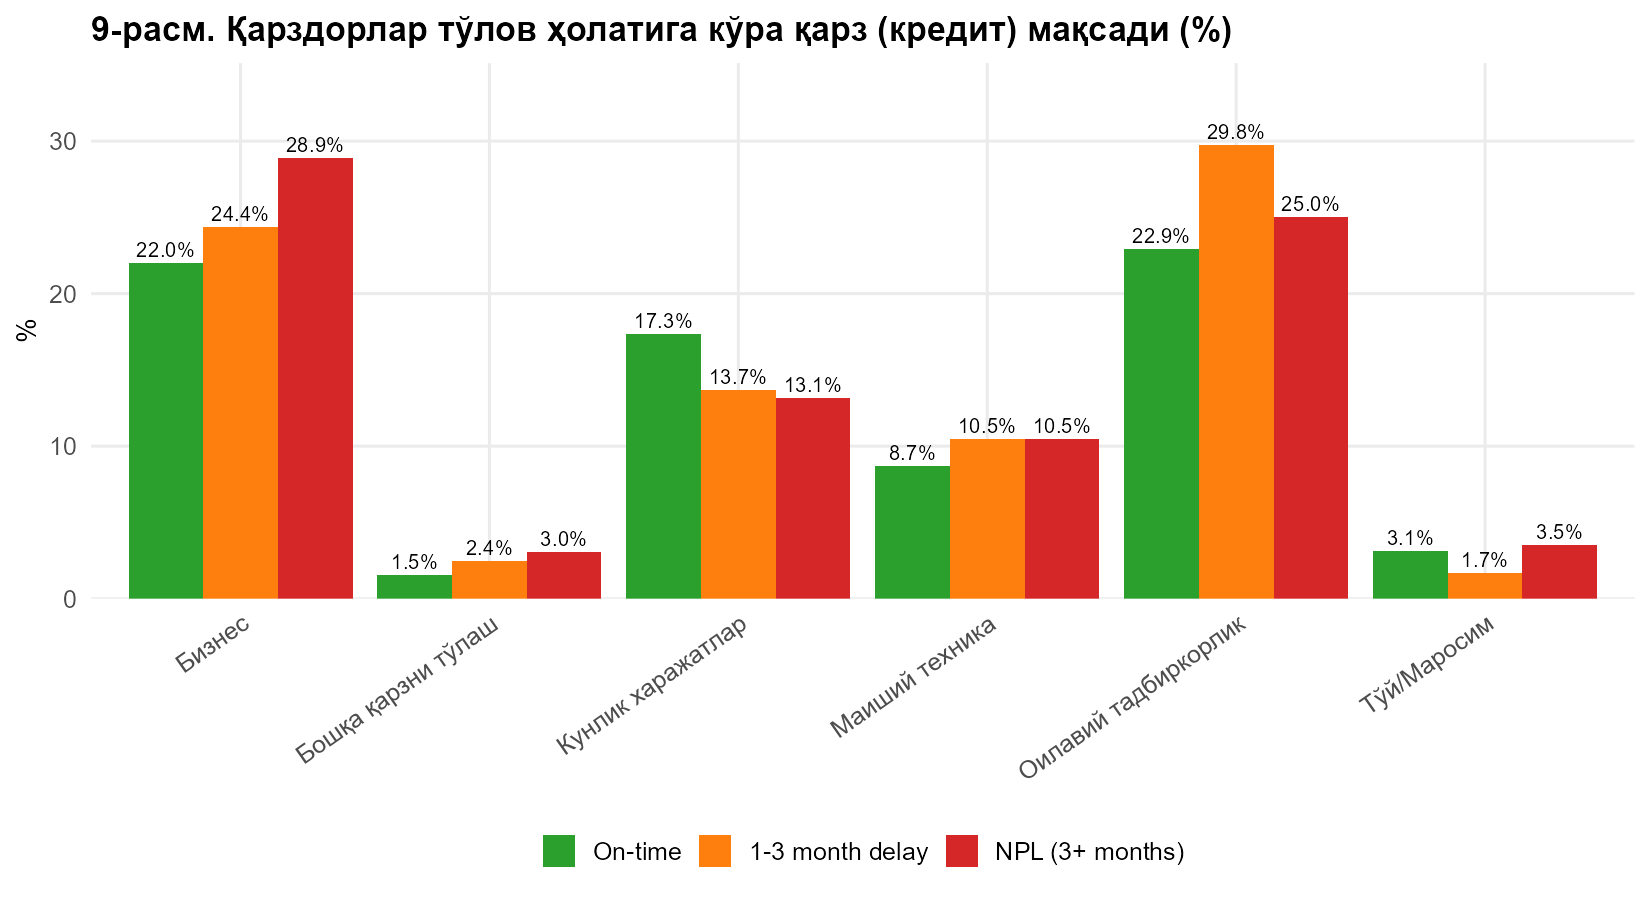 9-расм. Қарздорлар тўлов ҳолатига кўра қарз (кредит) мақсади (%)
%
30
20
10
0
22.0%
24.4%
28.9%
1.5%
2.4%
3.0%
17.3%
13.7%
13.1%
8.7%
10.5%
10.5%
22.9%
29.8%
25.0%
3.1%
1.7%
3.5%
Бизнес
Бошқа қарзни тўлаш
Кунлик харажатлар
Маиший техника
Оилавий тадбиркорлик
Тўй/Маросим
On-time
1-3 month delay
NPL (3+ months)